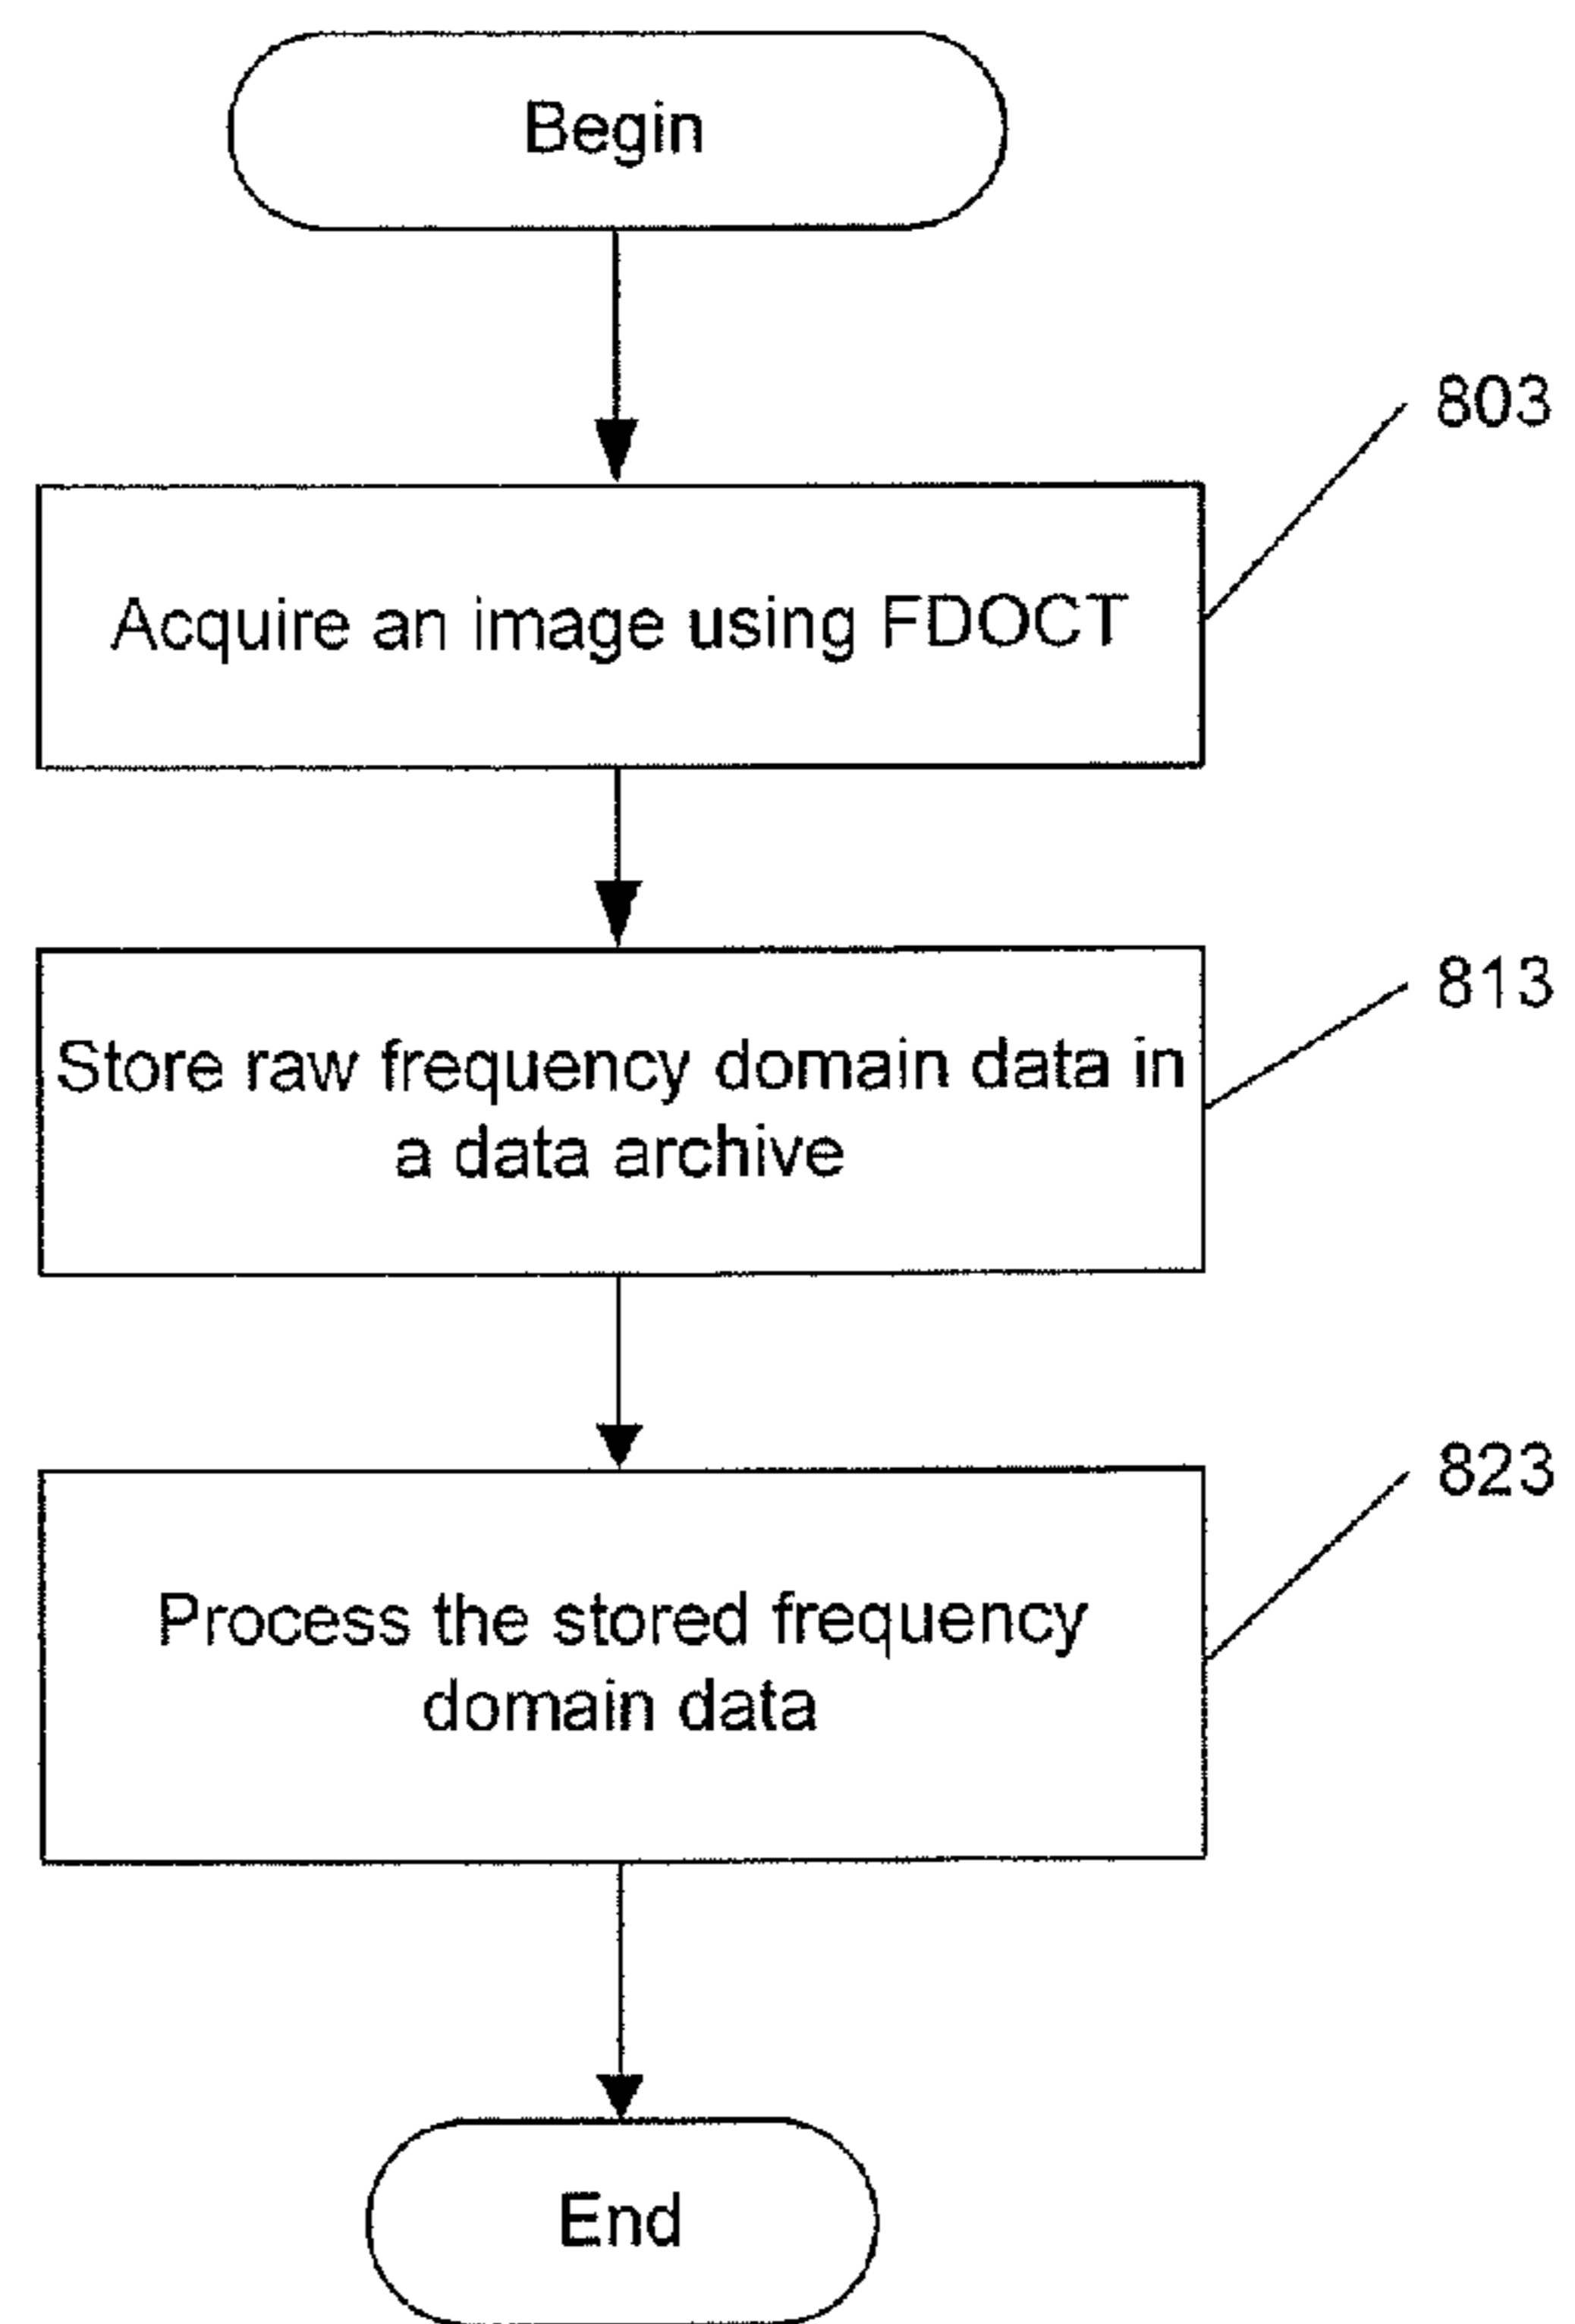 Begin
803
Acquire an image using FDOCT
813
Store raw frequency domain data in
a data archive
823
Process the stored frequency
domain data
End